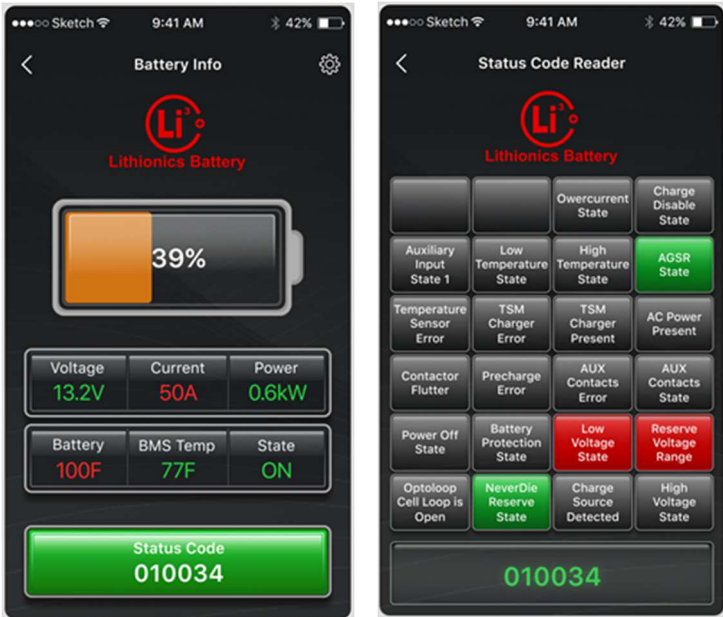 Sketch 9:41 AM 42%
Battery Info
Li3
Lithionics Battery
39%
Voltage Current Power
13.2V 50A 0.6kW
Battery BMS Temp State
100F 77F ON
Status Code
010034
Sketch 9:41 AM 42%
Status Code Reader
Li3
Lithionics Battery
Owercurrent
State
Charge
Disable
State
Auxiliary
Input
State 1
Low
Temperature
State
High
Temperature
State
AGSR
State
Temperature
Sensor
Error
TSM
Charger
Error
TSM
Charger
Present
AC Power
Present
Contactor
Flutter
Precharge
Error
AUX
Contacts
Error
AUX
Contacts
State
Power Off
State
Battery
Protection
State
Low
Voltage
State
Reserve
Voltage
Range
Optoloop
Cell Loop is
Open
NeverDie
Reserve
State
Charge
Source
Detected
High
Voltage
State
010034